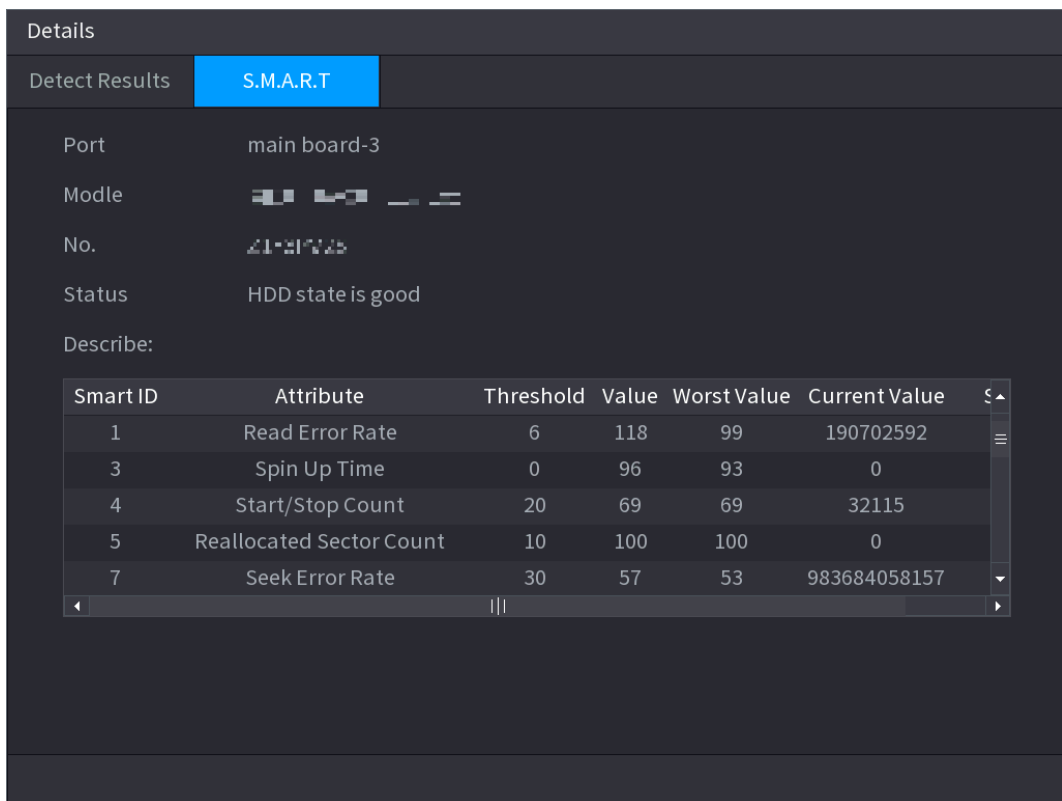 Details
Detect Results S.M.A.R.T
Port main board-3
Modle
No.
Status HDD state is good
Describe:
Smart ID Attribute Threshold Value Worst Value Current Value
1 Read Error Rate 6 118 99 190702592
3 Spin Up Time 0 96 93 0
4 Start/Stop Count 20 69 69 32115
5 Reallocated Sector Count 10 100 100 0
7 Seek Error Rate 30 57 53 983684058157